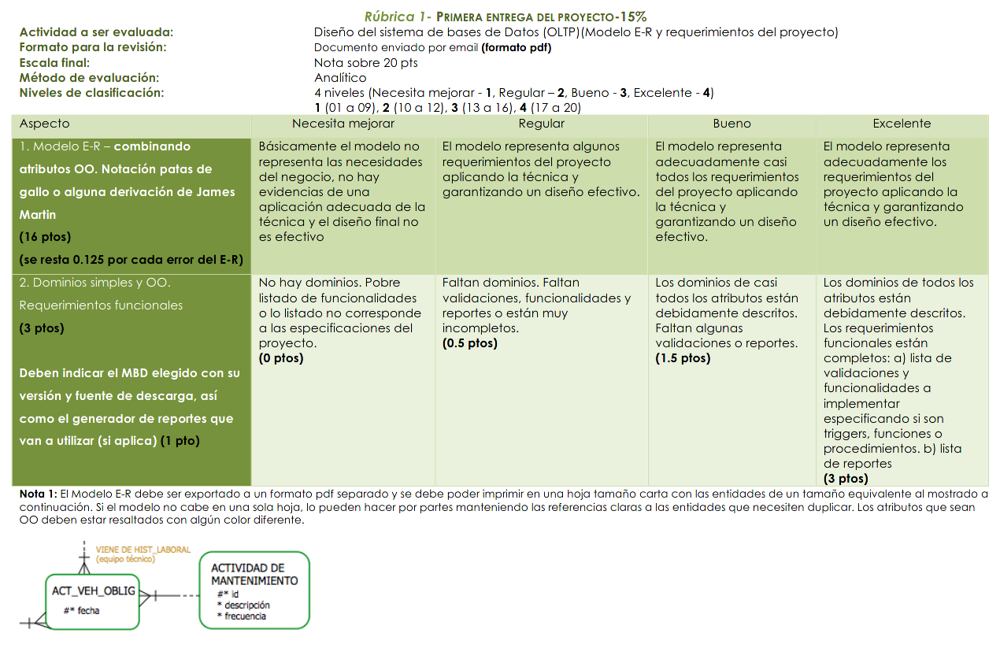 Rúbrica 1- PRIMERA ENTREGA DEL PROYECTO-15%
Actividad a ser evaluada: Diseño del sistema de bases de Datos (OLTP)(Modelo E-R y requerimientos del proyecto)
Formato para la revisión: Documento enviado por email (formato pdf)
Escala final: Nota sobre 20 pts
Método de evaluación: Analítico
Niveles de clasificación: 4 niveles (Necesita mejorar - 1, Regular – 2, Bueno - 3, Excelente - 4)
1 (01 a 09), 2 (10 a 12), 3 (13 a 16), 4 (17 a 20)
Aspecto Necesita mejorar Regular Bueno Excelente
1. Modelo E-R – combinando
atributos OO. Notación patas de
gallo o alguna derivación de James
Martin
(16 ptos)
(se resta 0.125 por cada error del E-R)
Básicamente el modelo no
representa las necesidades
del negocio, no hay
evidencias de una
aplicación adecuada de la
técnica y el diseño final no
es efectivo
El modelo representa algunos
requerimientos del proyecto
aplicando la técnica y
garantizando un diseño efectivo.
El modelo representa
adecuadamente casi
todos los requerimientos
del proyecto aplicando
la técnica y
garantizando un diseño
efectivo.
El modelo representa
adecuadamente los
requerimientos del
proyecto aplicando la
técnica y garantizando
un diseño efectivo.
2. Dominios simples y OO.
Requerimientos funcionales
(3 ptos)
Deben indicar el MBD elegido con su
versión y fuente de descarga, así
como el generador de reportes que
van a utilizar (si aplica) (1 pto)
No hay dominios. Pobre
listado de funcionalidades
o lo listado no corresponde
a las especificaciones del
proyecto.
(0 ptos)
Faltan dominios. Faltan
validaciones, funcionalidades y
reportes o están muy
incompletos.
(0.5 ptos)
Los dominios de casi
todos los atributos están
debidamente descritos.
Faltan algunas
validaciones o reportes.
(1.5 ptos)
Los dominios de todos los
atributos están
debidamente descritos.
Los requerimientos
funcionales están
completos: a) lista de
validaciones y
funcionalidades a
implementar
especificando si son
triggers, funciones o
procedimientos. b) lista
de reportes
(3 ptos)
Nota 1: El Modelo E-R debe ser exportado a un formato pdf separado y se debe poder imprimir en una hoja tamaño carta con las entidades de un tamaño equivalente al mostrado a
continuación. Si el modelo no cabe en una sola hoja, lo pueden hacer por partes manteniendo las referencias claras a las entidades que necesiten duplicar. Los atributos que sean
OO deben estar resaltados con algún color diferente.
VIENE DE HIST_LABORAL
(equipo técnico)
ACT_VEH_OBLIG
#* fecha
ACTIVIDAD DE
MANTENIMIENTO
#* id
* descripción
* frecuencia